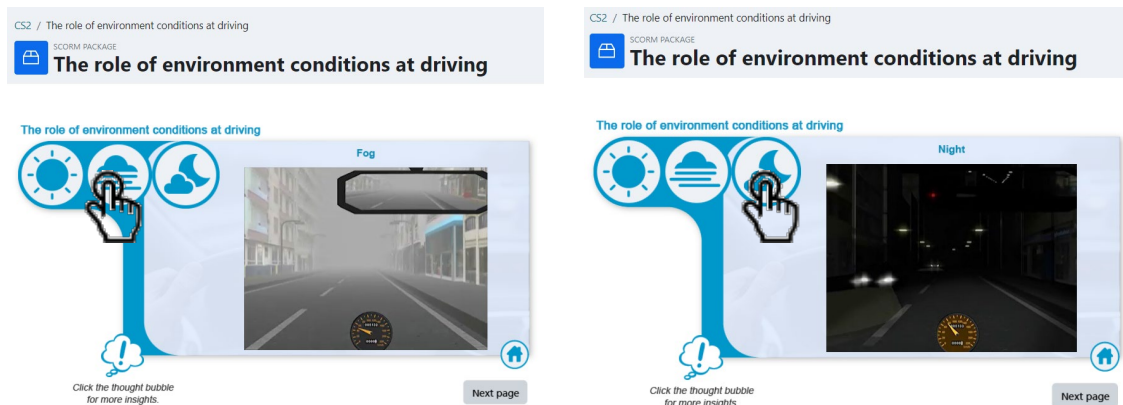 CS2 / The role of environment conditions at driving
SCORM PACKAGE
The role of environment conditions at driving
The role of environment conditions at driving
Fog
Click the thought bubble
for more insights.
Next page
CS2 / The role of environment conditions at driving
SCORM PACKAGE
The role of environment conditions at driving
The role of environment conditions at driving
Night
Click the thought bubble
for more insights.
Next page